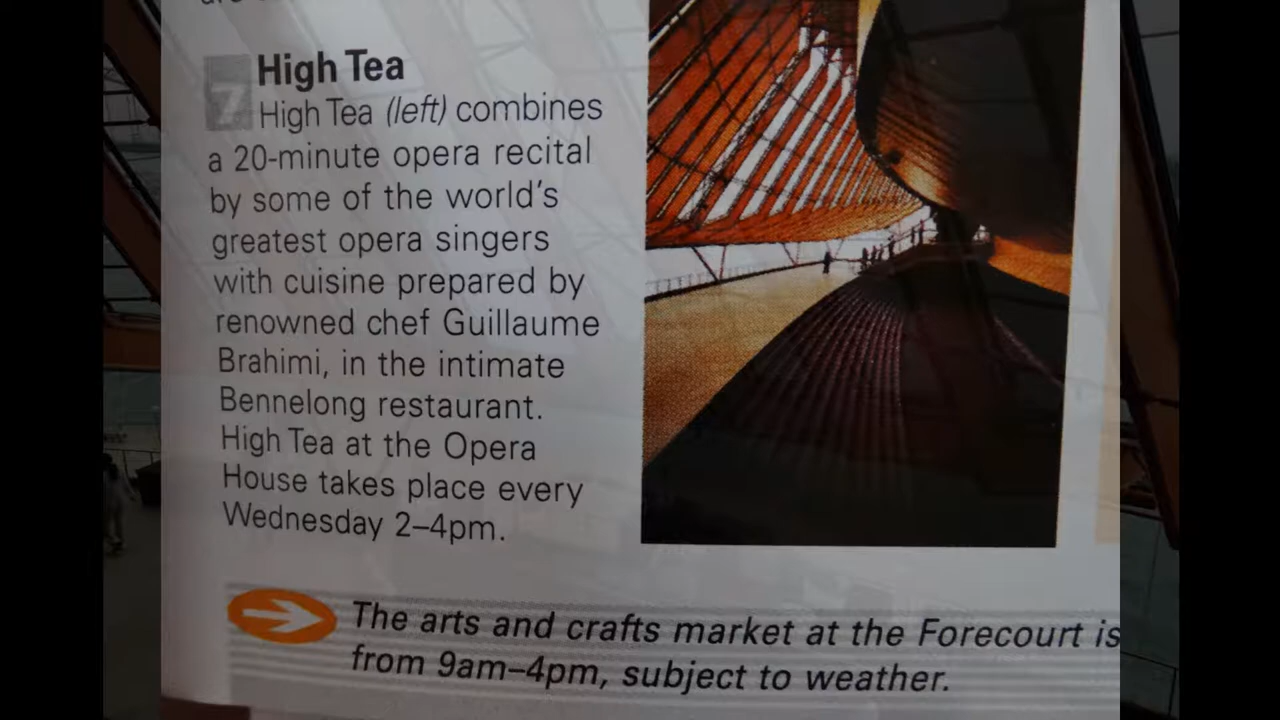 7 High Tea
High Tea (left) combines
a 20-minute opera recital
by some of the world's
greatest opera singers
with cuisine prepared by
renowned chef Guillaume
Brahimi, in the intimate
Bennelong restaurant.
High Tea at the Opera
House takes place every
Wednesday 2–4pm.
The arts and crafts market at the Forecourt is
from 9am–4pm, subject to weather.